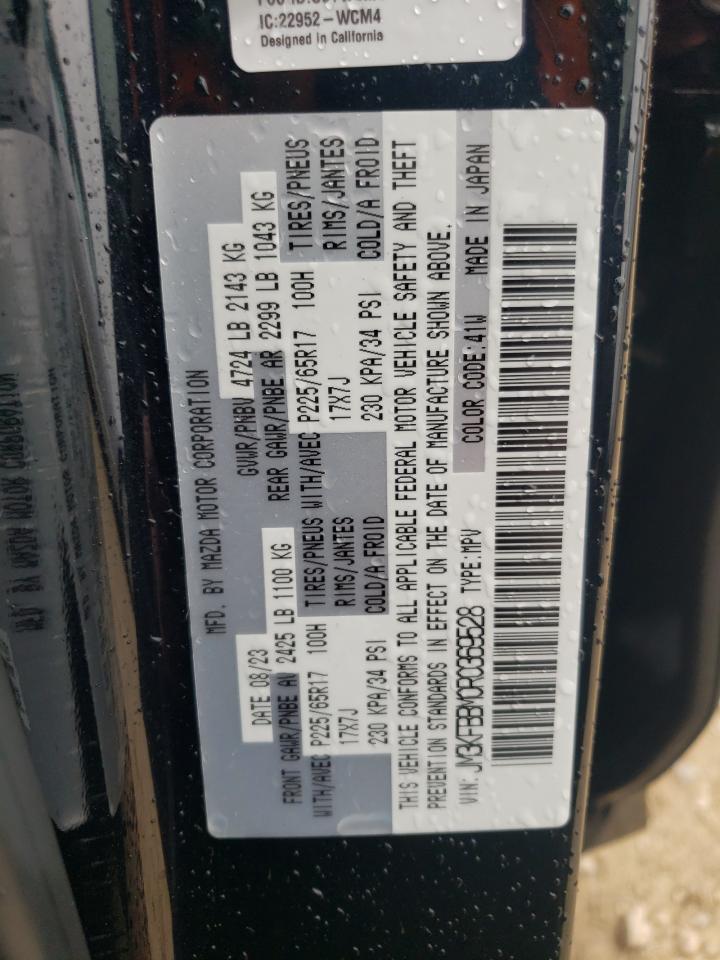 IC:22952-WCM4
Designed in California
MFD. BY MAZDA MOTOR CORPORATION
DATE 08/23 GVWR/PNBV 4724 LB 2143 KG
FRONT GAWR/PNBE AV 2425 LB 1100 KG REAR GAWR/PNBE AR 2299 LB 1043 KG
WITH/AVEC P225/65R17 100H TIRES/PNEUS WITH/AVEC P225/65R17 100H TIRES/PNEUS
17X7J RIMS/JANTES 17X7J RIMS/JANTES
230 KPA/34 PSI COLD/A FROID 230 KPA/34 PSI COLD/A FROID
THIS VEHICLE CONFORMS TO ALL APPLICABLE FEDERAL MOTOR VEHICLE SAFETY AND THEFT
PREVENTION STANDARDS IN EFFECT ON THE DATE OF MANUFACTURE SHOWN ABOVE.
VIN: JM3KFBBM0R0369528 TYPE:MPV COLOR CODE:41W MADE IN JAPAN